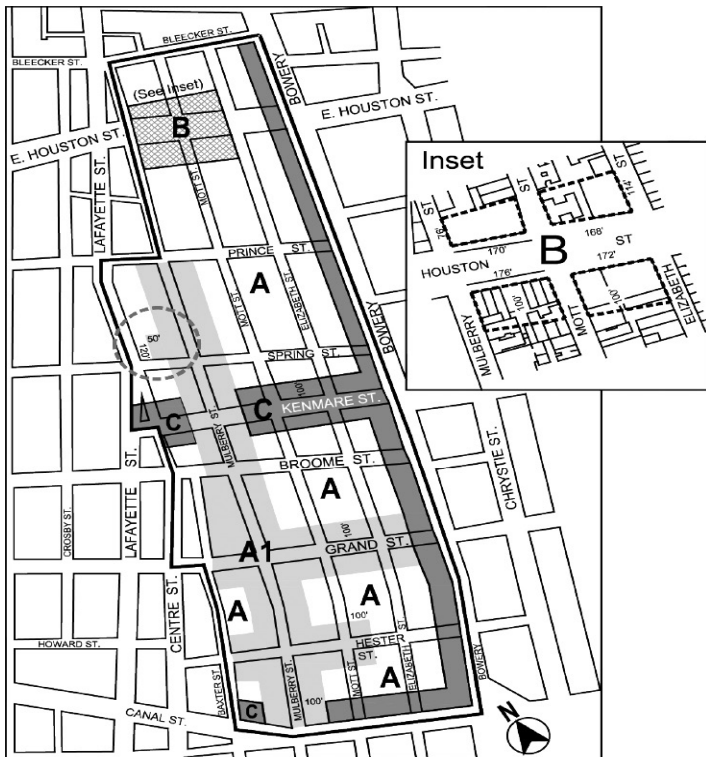 BLEECKER ST.
BLEECKER ST.
(See Inset)
B
E. HOUSTON ST.
E. HOUSTON ST.
LAFAYETTE ST.
BOWERY
MOTT ST.
PRINCE ST.
A
MOTT ST.
ELIZABETH ST.
50'
120'
SPRING ST.
BOWERY
100'
C
C
KENMARE ST.
MULBERRY ST.
BROOME ST.
A
CROSBY ST.
LAFAYETTE ST.
CHRYSTIE ST.
100'
A1
GRAND ST.
A
A
100'
CENTRE ST.
HOWARD ST.
HESTER ST.
MOTT ST.
ELIZABETH ST.
BOWERY
A
BAXTER ST
MULBERRY ST.
100'
C
CANAL ST.
N
Inset
ST
ST
ST
76'
114'
170'
168'
B
HOUSTON ST
176'
172'
100'
100'
MULBERRY
MOTT
ELIZABETH